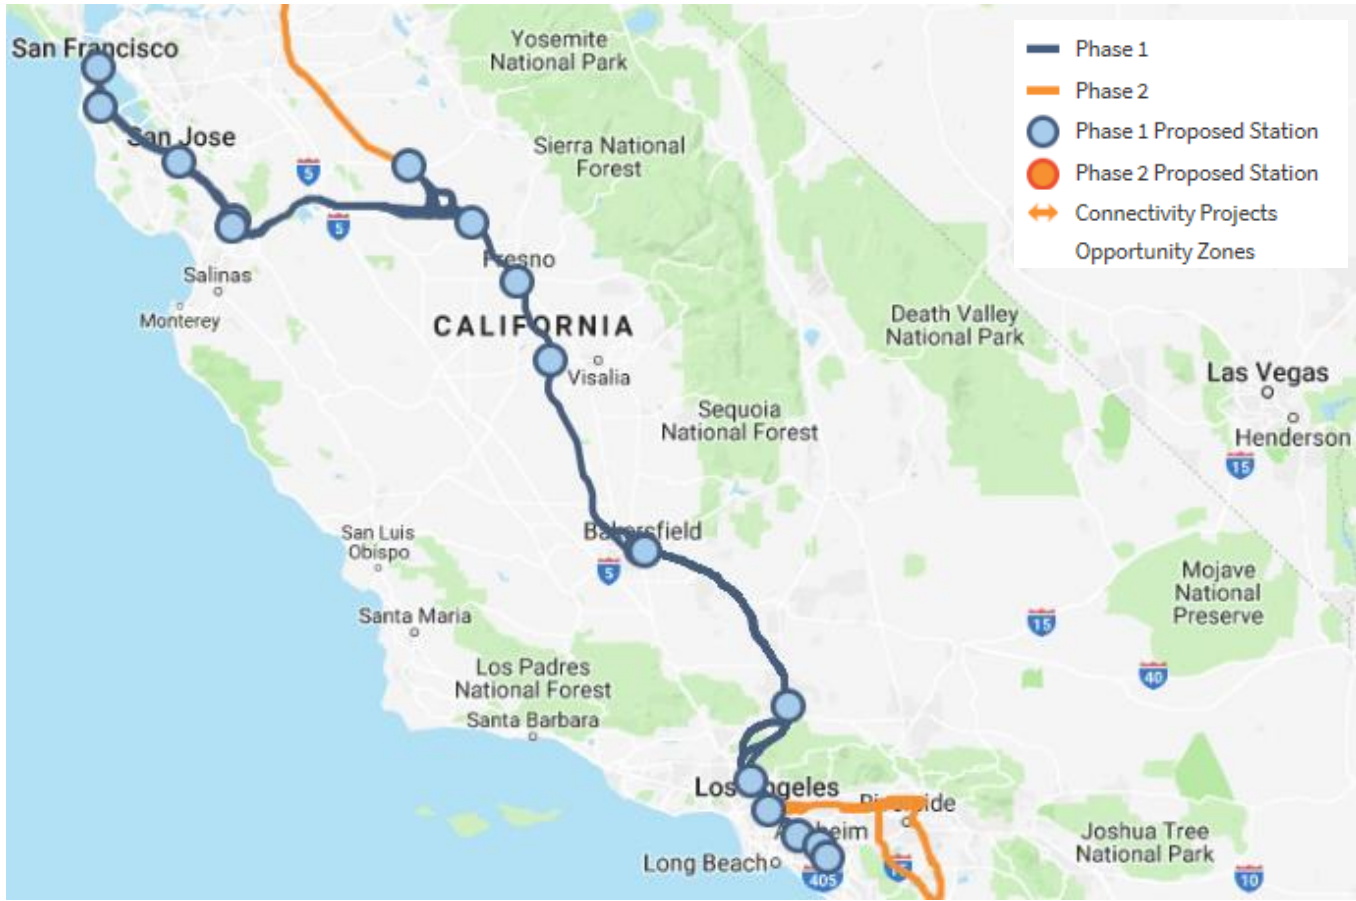 San Francisco
San Jose
5
5
Salinas
Monterey
Yosemite
National Park
Sierra National
Forest
Fresno
CALIFORNIA
Visalia
Sequoia
National Forest
Death Valley
National Park
Las Vegas
Henderson
15
Bakersfield
5
San Luis
Obispo
Santa Maria
Los Padres
National Forest
Santa Barbara
Mojave
National
Preserve
15
40
Los Angeles
Riverside
Anaheim
Long Beach
405
15
Joshua Tree
National Park
10
Phase 1
Phase 2
Phase 1 Proposed Station
Phase 2 Proposed Station
Connectivity Projects
Opportunity Zones